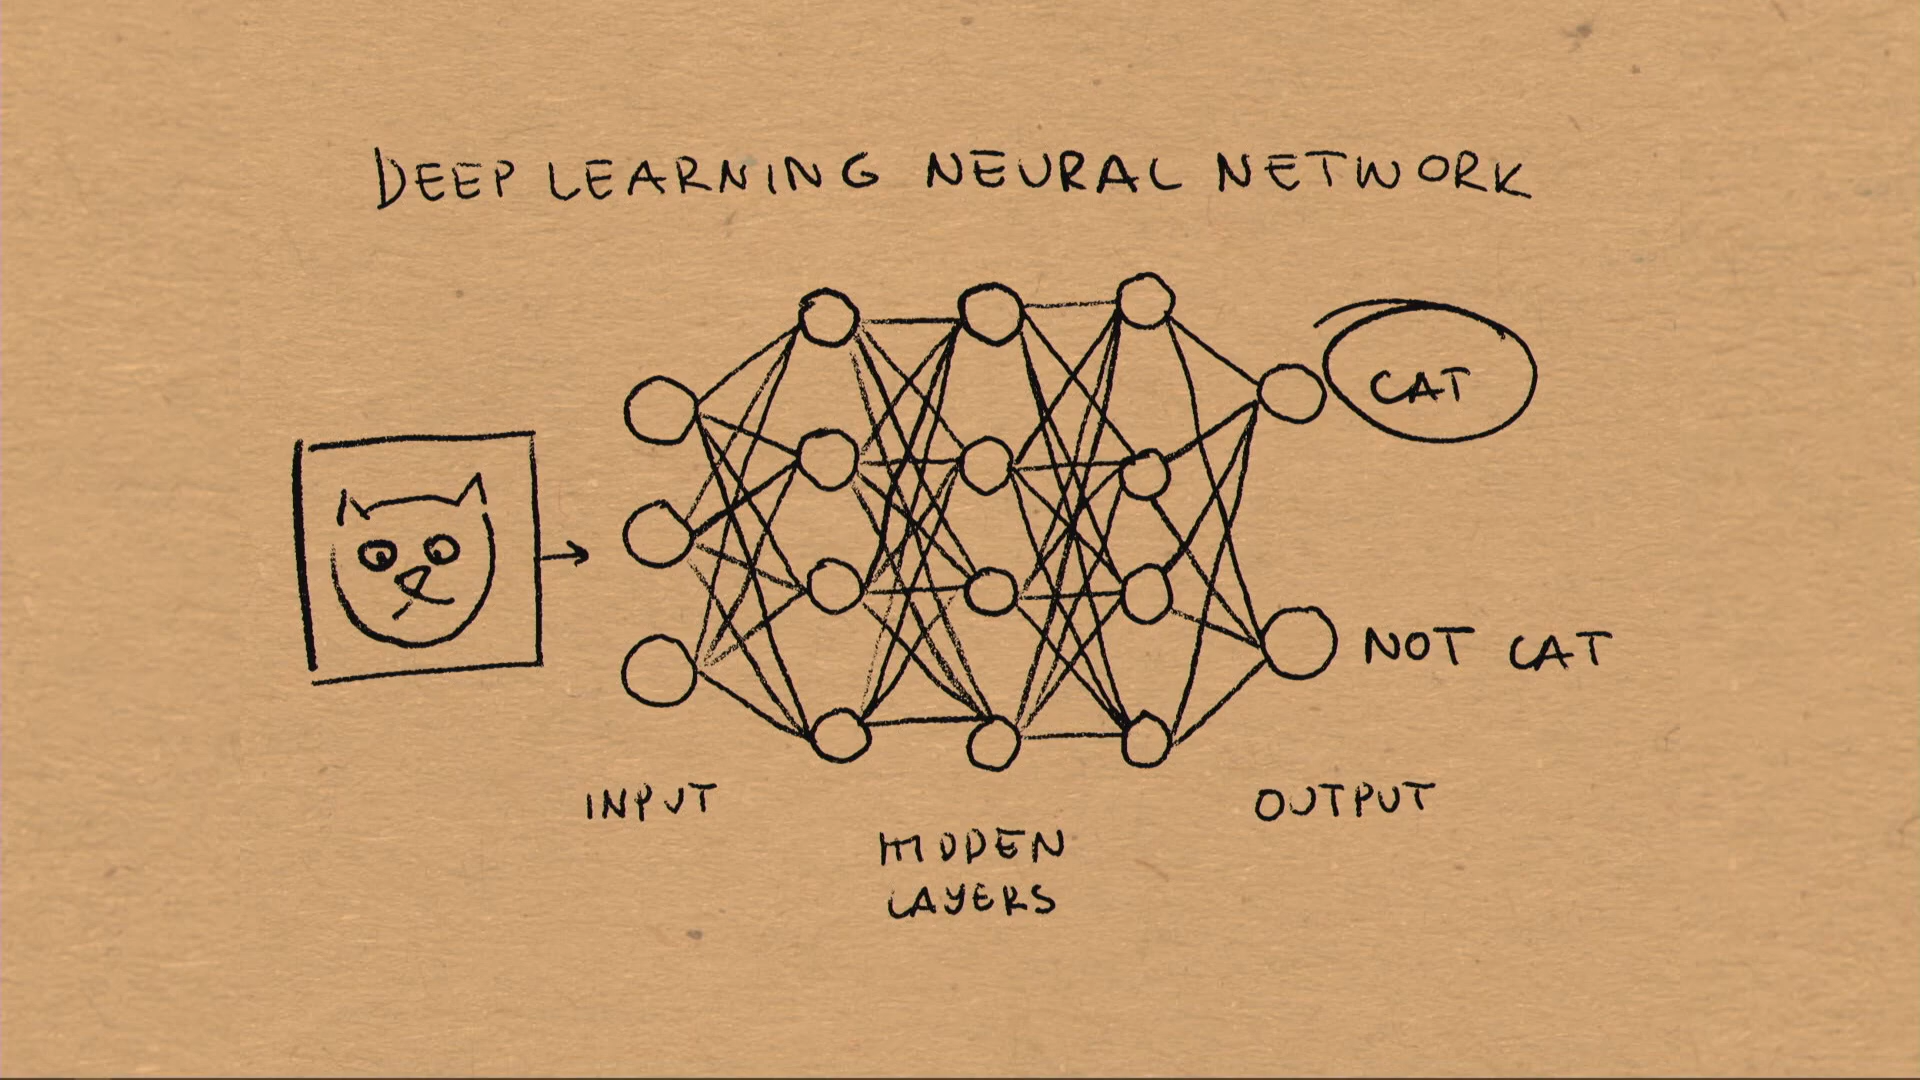 DEEP LEARNING NEURAL NETWORK
CAT
NOT CAT
INPUT
OUTPUT
HIDDEN
LAYERS